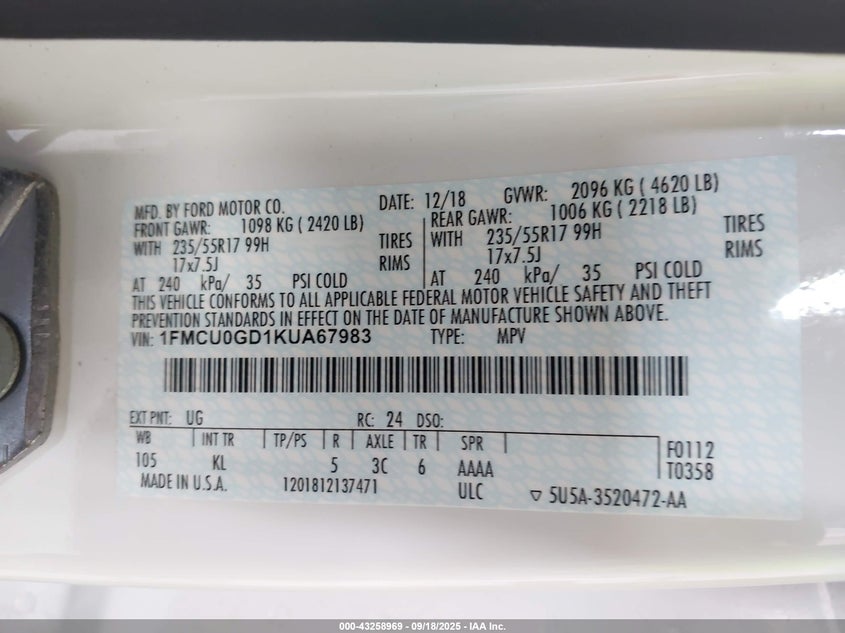 MFD. BY FORD MOTOR CO. DATE: 12/18 GVWR: 2096 KG ( 4620 LB)
FRONT GAWR: 1098 KG ( 2420 LB) REAR GAWR: 1006 KG ( 2218 LB)
WITH 235/55R17 99H TIRES WITH 235/55R17 99H TIRES
17x7.5J RIMS 17x7.5J RIMS
AT 240 kPa/ 35 PSI COLD AT 240 kPa/ 35 PSI COLD
THIS VEHICLE CONFORMS TO ALL APPLICABLE FEDERAL MOTOR VEHICLE SAFETY AND THEFT
PREVENTION STANDARDS IN EFFECT ON THE DATE OF MANUFACTURE SHOWN ABOVE.
VIN: 1FMCU0GD1KUA67983 TYPE: MPV
EXT PNT: UG RC: 24 DSO:
WB INT TR TP/PS R AXLE TR SPR F0112
105 KL 5 3C 6 AAAA T0358
MADE IN U.S.A. 1201812137471 ULC ▽ 5U5A-3520472-AA
000-43258969 - 09/18/2025 - IAA Inc.